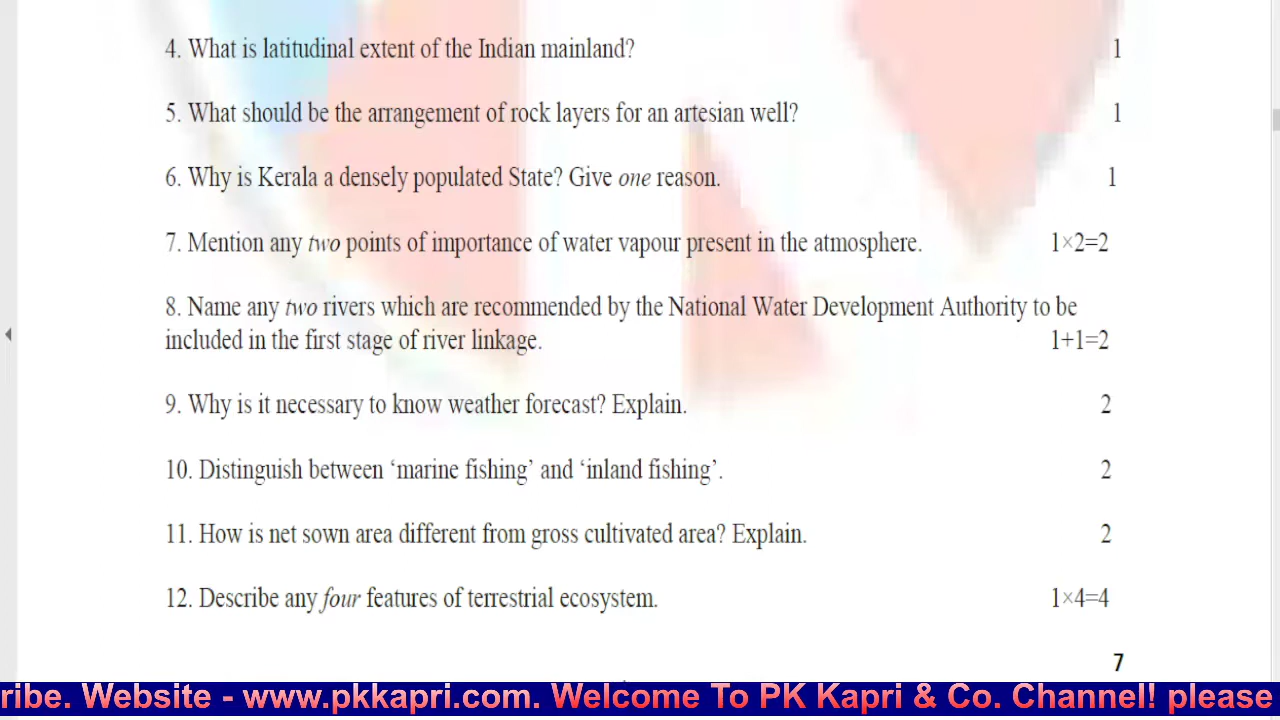 4. What is latitudinal extent of the Indian mainland? 1
5. What should be the arrangement of rock layers for an artesian well? 1
6. Why is Kerala a densely populated State? Give one reason. 1
7. Mention any two points of importance of water vapour present in the atmosphere. 1×2=2
8. Name any two rivers which are recommended by the National Water Development Authority to be
included in the first stage of river linkage. 1+1=2
9. Why is it necessary to know weather forecast? Explain. 2
10. Distinguish between ‘marine fishing’ and ‘inland fishing’. 2
11. How is net sown area different from gross cultivated area? Explain. 2
12. Describe any four features of terrestrial ecosystem. 1×4=4
7
ribe. Website - www.pkkapri.com. Welcome To PK Kapri & Co. Channel! please